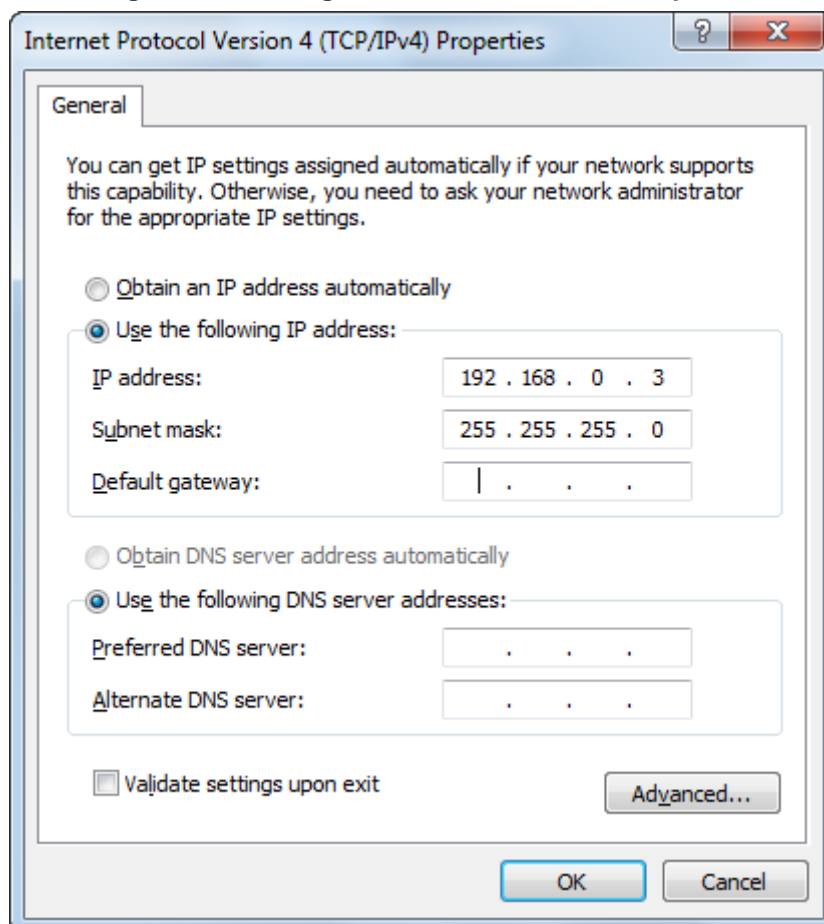 Internet Protocol Version 4 (TCP/IPv4) Properties
General
You can get IP settings assigned automatically if your network supports
this capability. Otherwise, you need to ask your network administrator
for the appropriate IP settings.
Obtain an IP address automatically
Use the following IP address:
IP address: 192 . 168 . 0 . 3
Subnet mask: 255 . 255 . 255 . 0
Default gateway: . . .
Obtain DNS server address automatically
Use the following DNS server addresses:
Preferred DNS server: . . .
Alternate DNS server: . . .
Validate settings upon exit
Advanced...
OK Cancel